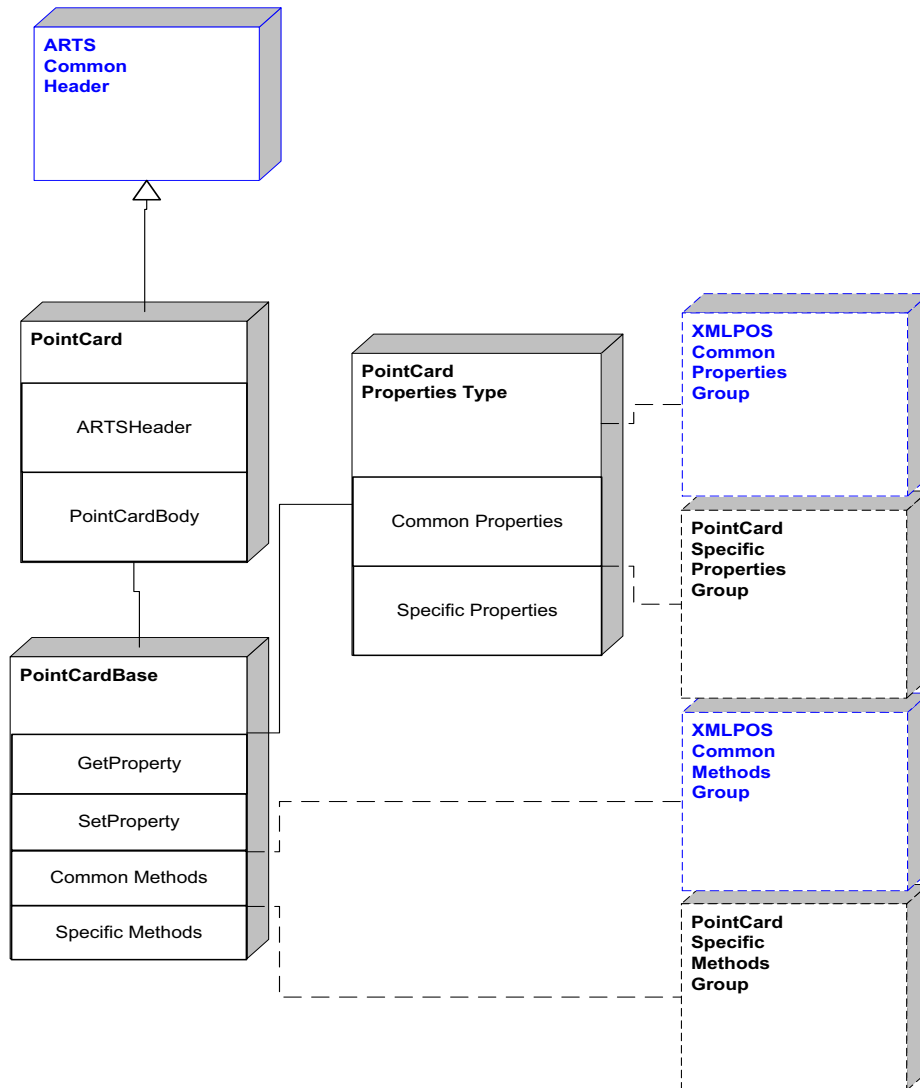 ARTS
Common
Header
PointCard
ARTSHeader
PointCardBody
PointCard
Properties Type
Common Properties
Specific Properties
XMLPOS
Common
Properties
Group
PointCard
Specific
Properties
Group
PointCardBase
GetProperty
SetProperty
Common Methods
Specific Methods
XMLPOS
Common
Methods
Group
PointCard
Specific
Methods
Group